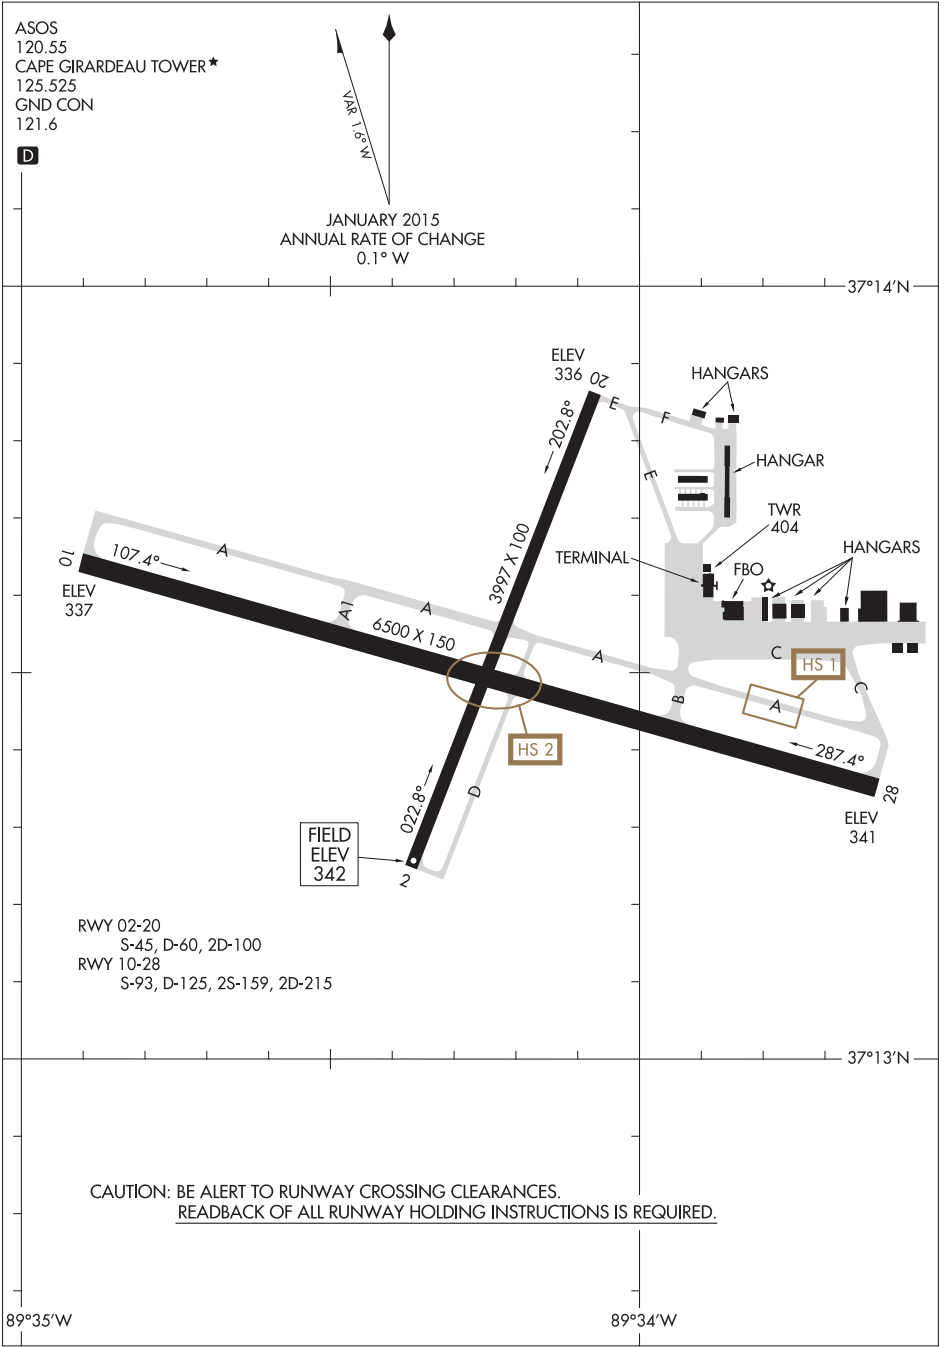 ASOS
120.55
CAPE GIRARDEAU TOWER★
125.525
GND CON
121.6
D
VAR 1.6° W
JANUARY 2015
ANNUAL RATE OF CHANGE
0.1° W
37°14'N
ELEV
336
20
HANGARS
E
F
202.8°
E
HANGAR
TWR
404
3997 X 100
TERMINAL
HANGARS
FBO
A
10
107.4°
ELEV
337
A1
A
6500 X 150
A
C
HS 1
C
B
A
HS 2
287.4°
28
ELEV
341
D
022.8°
FIELD
ELEV
342
2
RWY 02-20
S-45, D-60, 2D-100
RWY 10-28
S-93, D-125, 2S-159, 2D-215
37°13'N
CAUTION: BE ALERT TO RUNWAY CROSSING CLEARANCES.
READBACK OF ALL RUNWAY HOLDING INSTRUCTIONS IS REQUIRED.
89°35'W
89°34'W